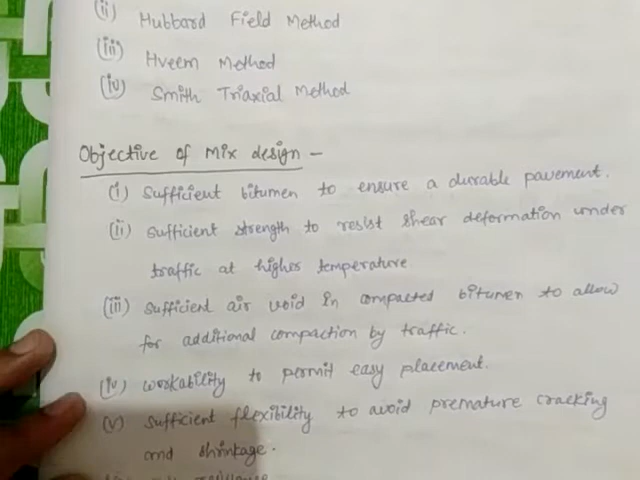 (ii) Hubbard Field Method
(iii) Hveem Method
(iv) Smith Triaxial Method
Objective of Mix design -
(i) Sufficient bitumen to ensure a durable pavement.
(ii) Sufficient strength to resist shear deformation under
traffic at higher temperature
(iii) Sufficient air void in compacted bitumen to allow
for additional compaction by traffic.
(iv) Workability to permit easy placement.
(v) Sufficient flexibility to avoid premature cracking
and shrinkage.